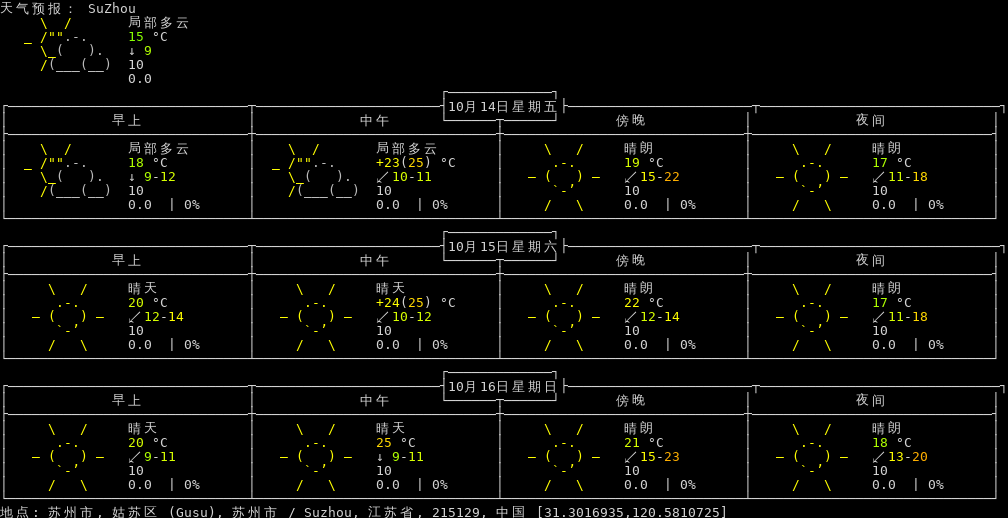 天气预报： SuZhou
局部多云
15 °C
↓ 9
10
0.0
10月14日星期五
早上 中午 傍晚 夜间
局部多云 局部多云 晴朗 晴朗
18 °C +23(25) °C 19 °C 17 °C
↓ 9-12 ↙ 10-11 ↙ 15-22 ↙ 11-18
10 10 10 10
0.0 | 0% 0.0 | 0% 0.0 | 0% 0.0 | 0%
10月15日星期六
早上 中午 傍晚 夜间
晴天 晴天 晴朗 晴朗
20 °C +24(25) °C 22 °C 17 °C
↙ 12-14 ↙ 10-12 ↙ 12-14 ↙ 11-18
10 10 10 10
0.0 | 0% 0.0 | 0% 0.0 | 0% 0.0 | 0%
10月16日星期日
早上 中午 傍晚 夜间
晴天 晴天 晴朗 晴朗
20 °C 25 °C 21 °C 18 °C
↙ 9-11 ↓ 9-11 ↙ 15-23 ↙ 13-20
10 10 10 10
0.0 | 0% 0.0 | 0% 0.0 | 0% 0.0 | 0%
地点: 苏州市, 姑苏区 (Gusu), 苏州市 / Suzhou, 江苏省, 215129, 中国 [31.3016935,120.5810725]